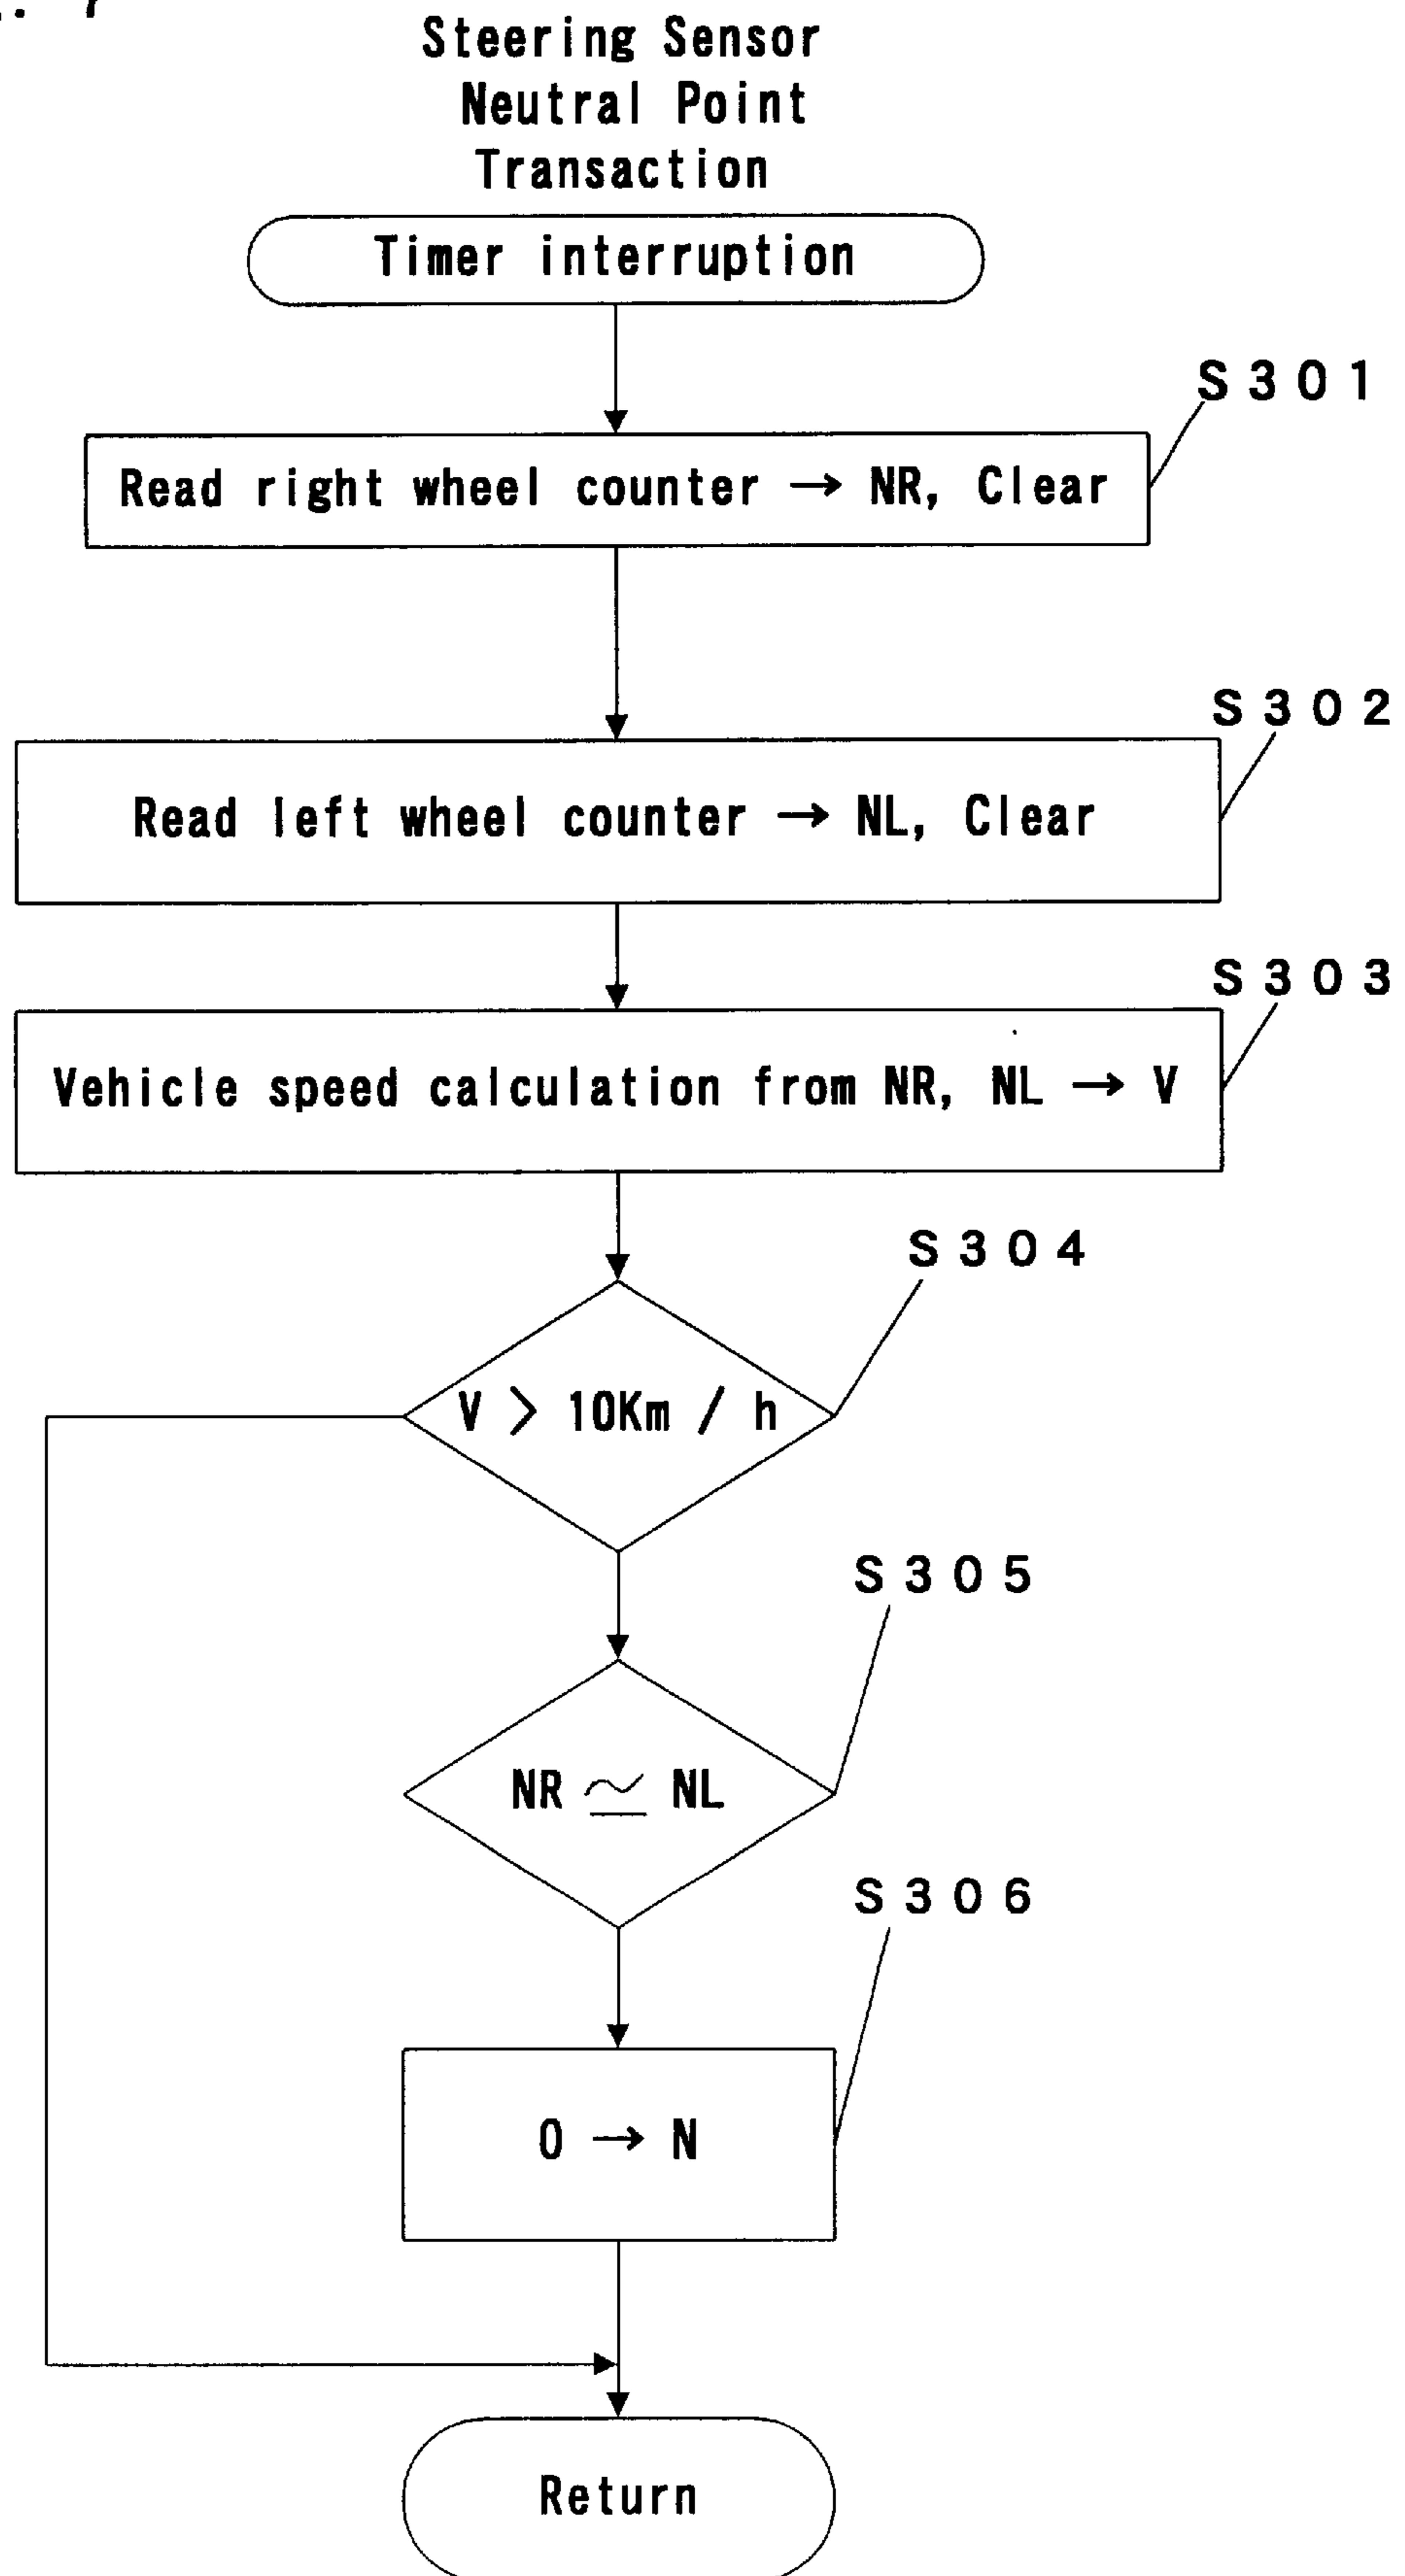 Steering Sensor
Neutral Point
Transaction
Timer interruption
S301
Read right wheel counter → NR, Clear
S302
Read left wheel counter → NL, Clear
S303
Vehicle speed calculation from NR, NL → V
S304
V > 10Km / h
S305
NR ≃ NL
S306
0 → N
Return